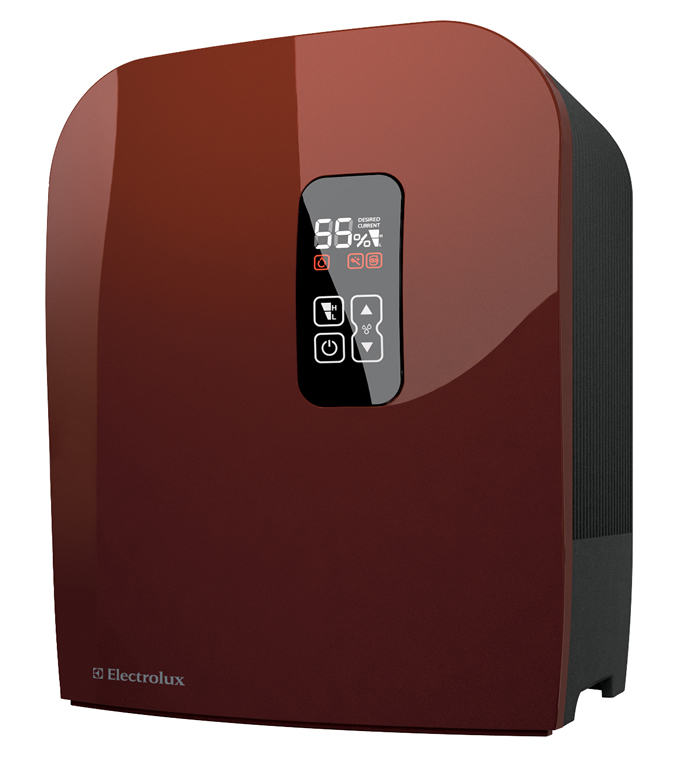 DESIRED
CURRENT
55%
H
L
Electrolux